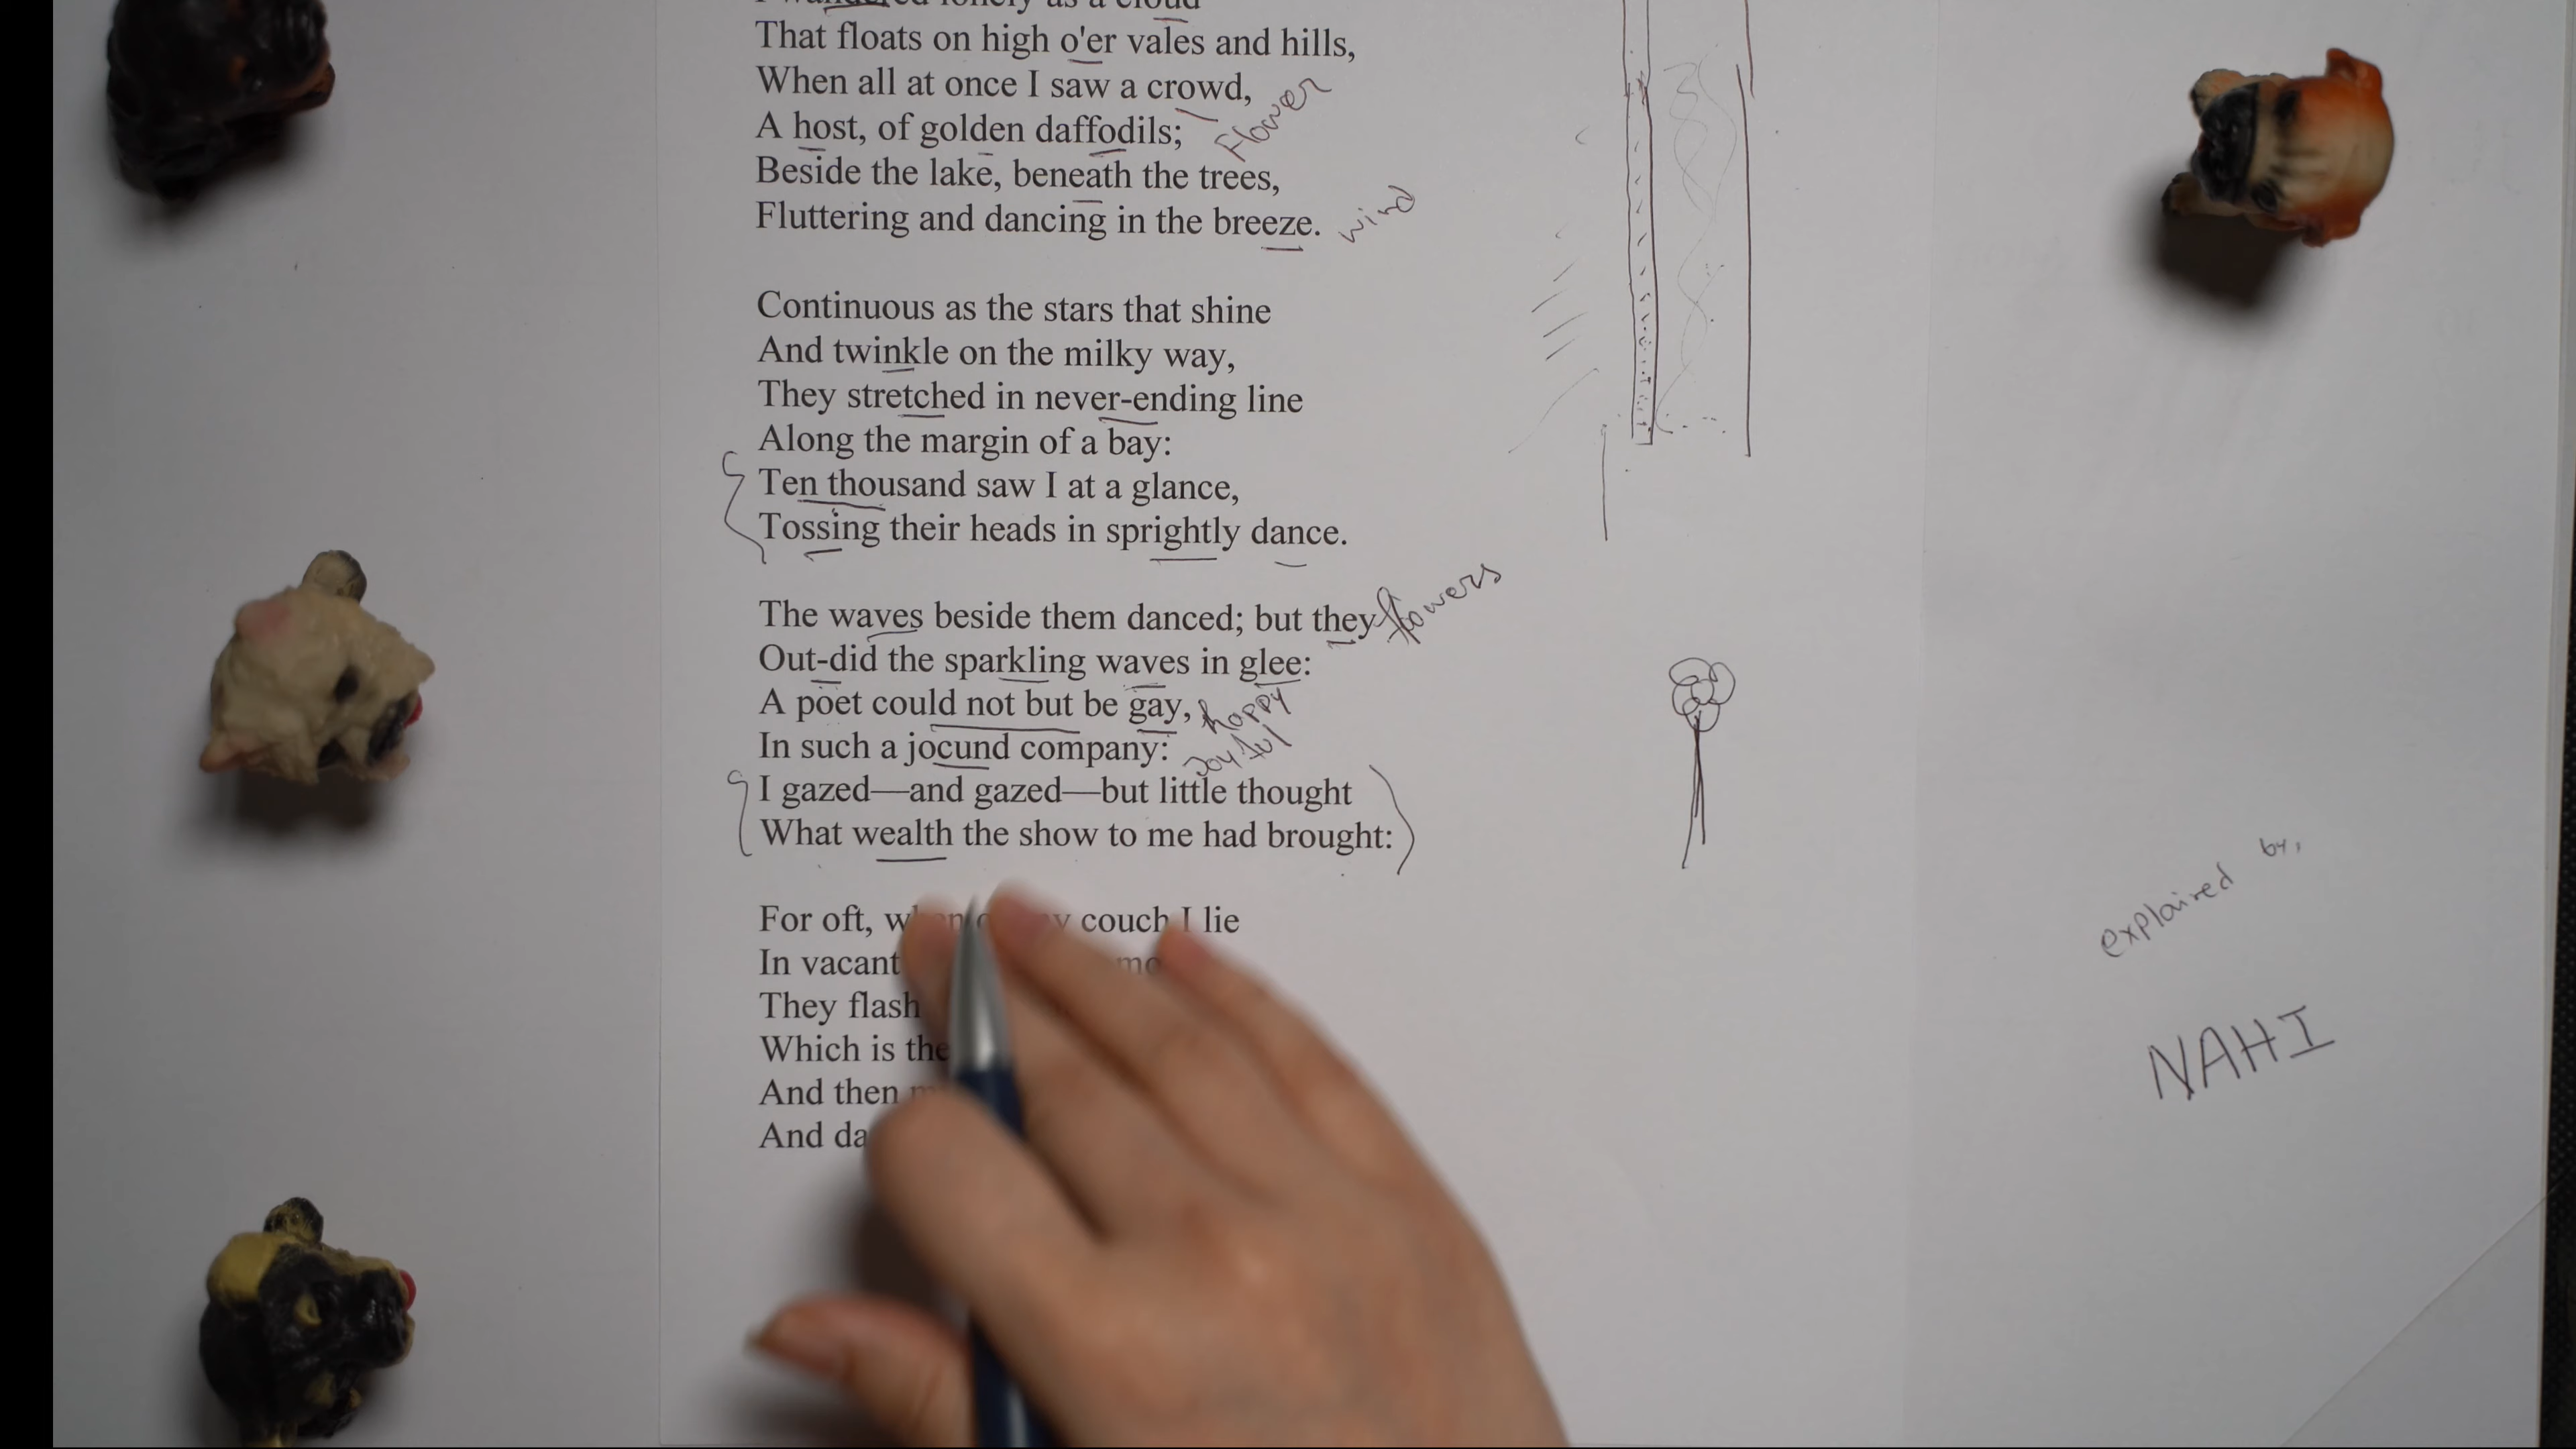 lonely as a cloud
That floats on high o'er vales and hills,
When all at once I saw a crowd,
Flower
A host, of golden daffodils;
Beside the lake, beneath the trees,
Fluttering and dancing in the breeze.
wind
Continuous as the stars that shine
And twinkle on the milky way,
They stretched in never-ending line
Along the margin of a bay:
Ten thousand saw I at a glance,
Tossing their heads in sprightly dance.
The waves beside them danced; but they
flowers
Out-did the sparkling waves in glee:
A poet could not but be gay,
happy
In such a jocund company:
Joyful
I gazed—and gazed—but little thought
What wealth the show to me had brought:
For oft, couch I lie
In vacant
They flash
Which is the
And then
And
explained by,
NAHI